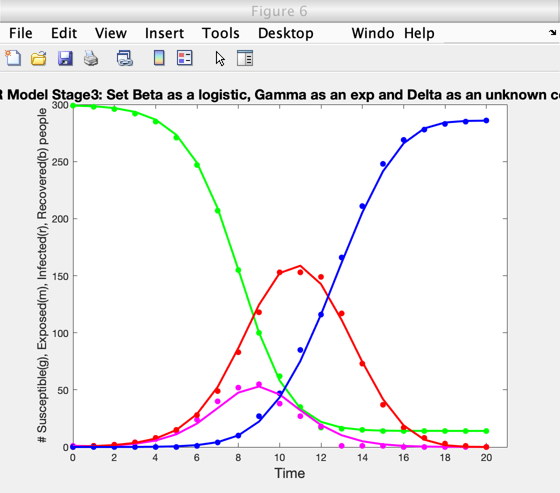 Figure 6
File Edit View Insert Tools Desktop Windo Help
R Model Stage3: Set Beta as a logistic, Gamma as an exp and Delta as an unknown
# Susceptible(g), Exposed(m), Infected(r), Recovered(b) people
300
250
200
150
100
50
0
0 2 4 6 8 10 12 14 16 18 20
Time